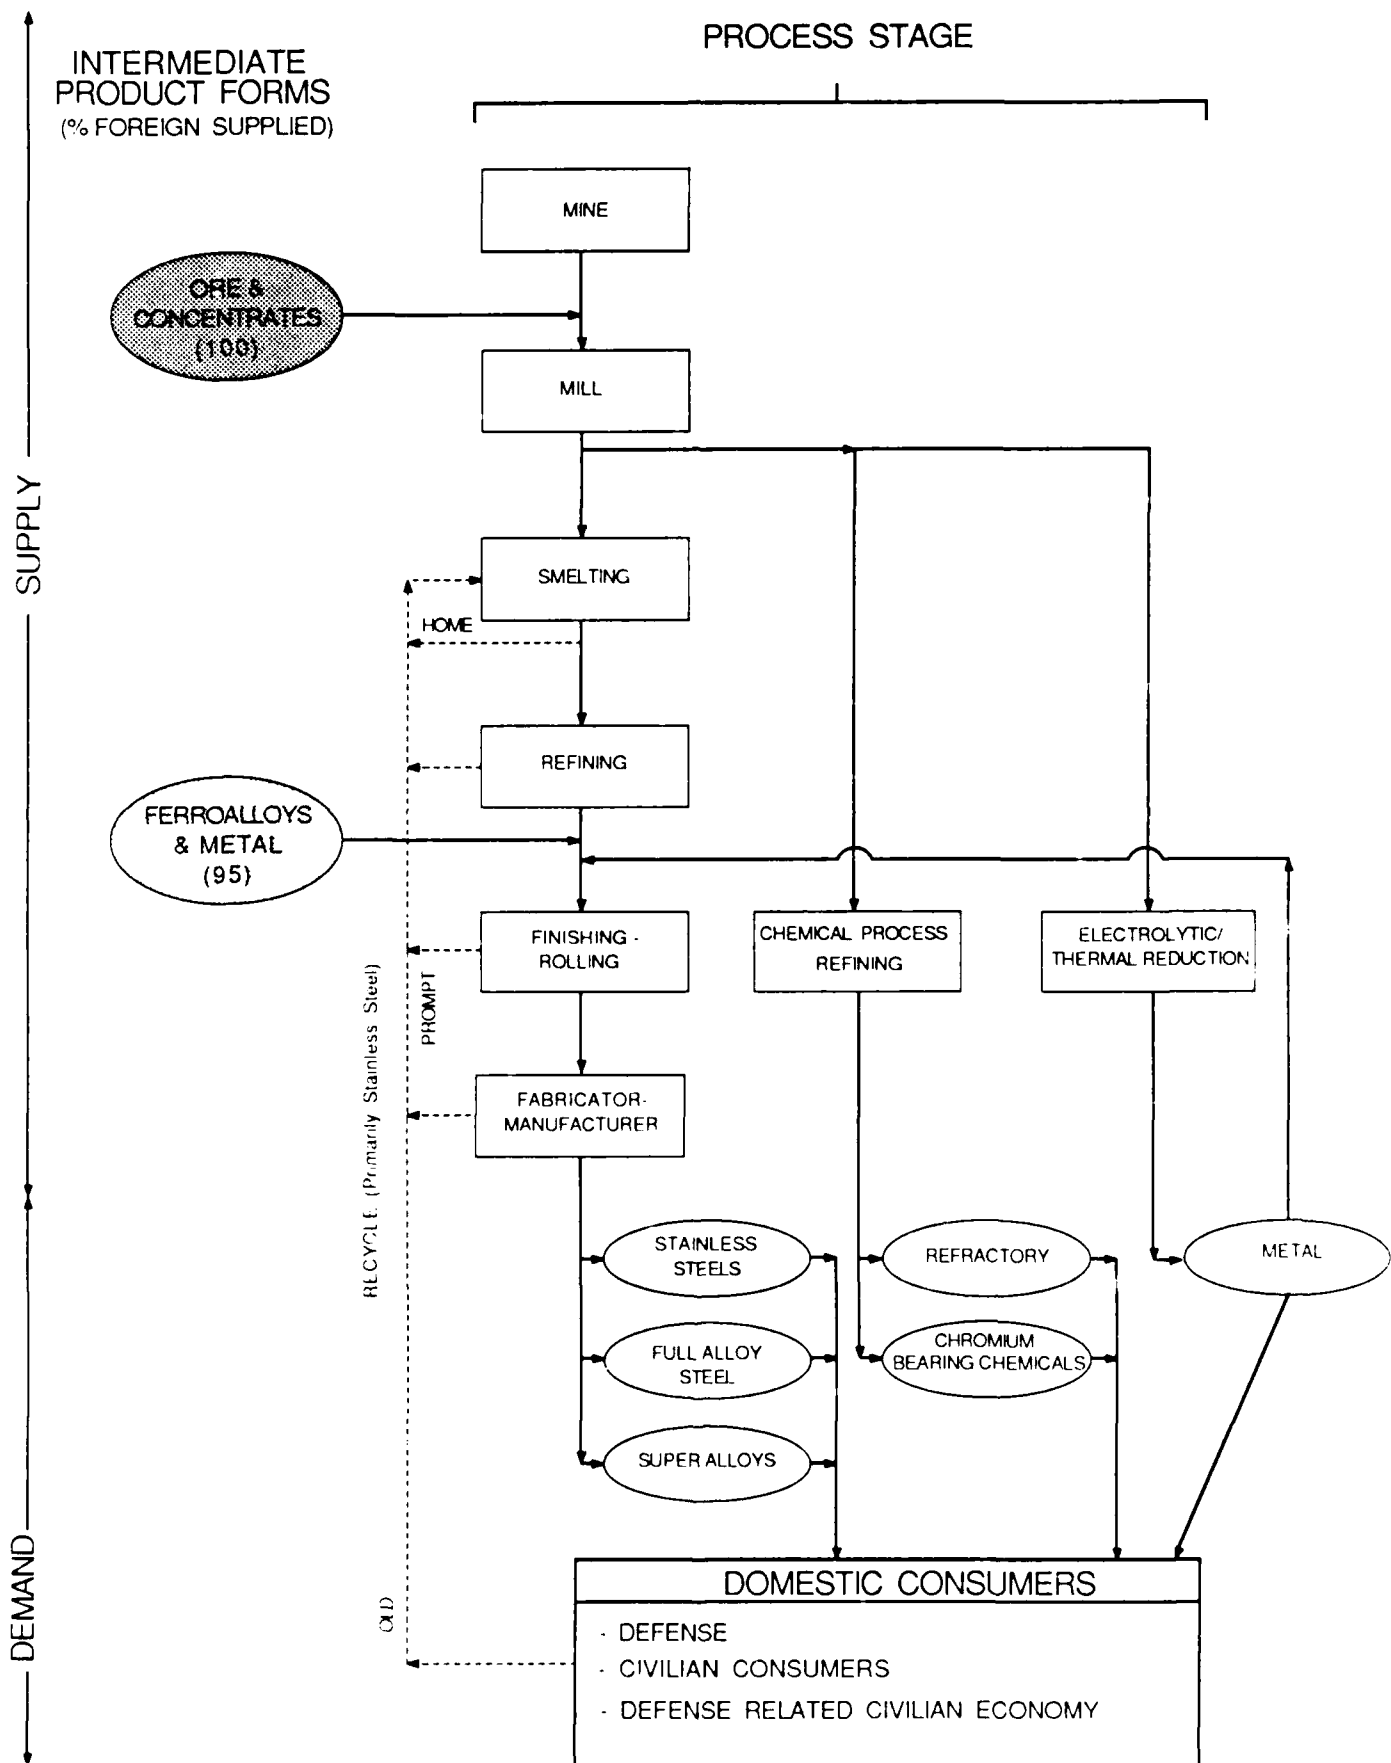 PROCESS STAGE
INTERMEDIATE
PRODUCT FORMS
(% FOREIGN SUPPLIED)
MINE
ORE &
CONCENTRATES
(100)
MILL
SUPPLY
SMELTING
HOME
REFINING
FERROALLOYS
& METAL
(95)
FINISHING -
ROLLING
CHEMICAL PROCESS
REFINING
ELECTROLYTIC/
THERMAL REDUCTION
PROMPT
RECYCLE (Primarily Stainless Steel)
FABRICATOR-
MANUFACTURER
STAINLESS
STEELS
REFRACTORY
METAL
FULL ALLOY
STEEL
CHROMIUM
BEARING CHEMICALS
SUPER ALLOYS
DEMAND
OLD
DOMESTIC CONSUMERS
- DEFENSE
- CIVILIAN CONSUMERS
- DEFENSE RELATED CIVILIAN ECONOMY